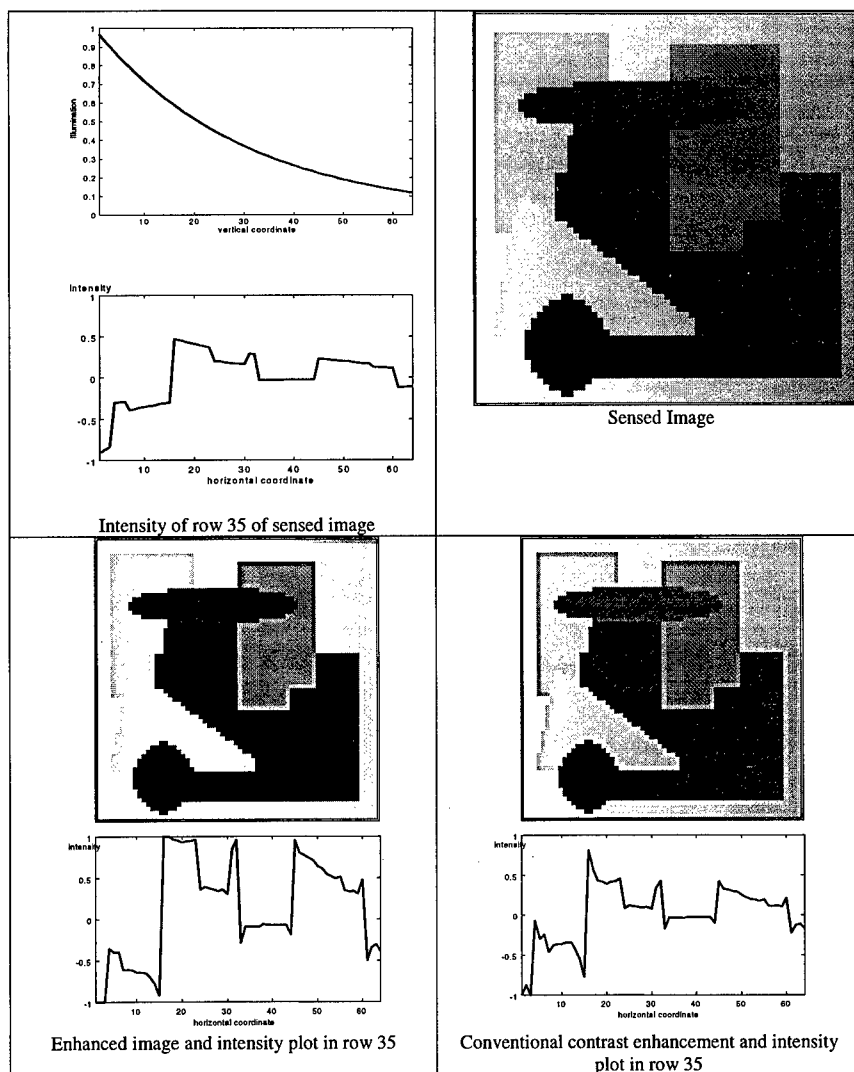 1
0.9
0.8
0.7
0.6
0.5
0.4
0.3
0.2
0.1
0
Illumination
10 20 30 40 50 60
vertical coordinate
Intensity
1
0.5
0
-0.5
-1
10 20 30 40 50 60
horizontal coordinate
Intensity of row 35 of sensed image
Sensed Image
1
intensity
0.5
0
-0.5
-1
10 20 30 40 50 60
horizontal coordinate
Enhanced image and intensity plot in row 35
1
intensity
0.5
0
-0.5
-1
10 20 30 40 50 60
horizontal coordinate
Conventional contrast enhancement and intensity
plot in row 35